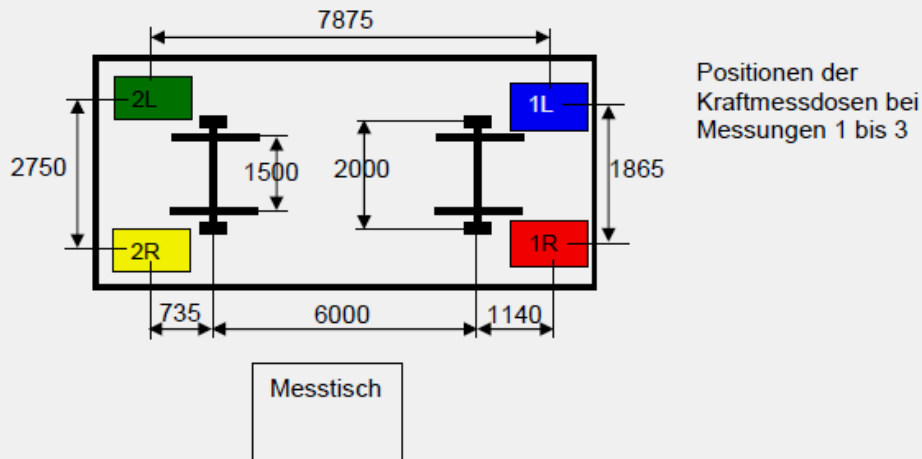 7875
2L
1L
Positionen der
Kraftmessdosen bei
Messungen 1 bis 3
2750
1500
2000
1865
2R
1R
735
6000
1140
Messtisch